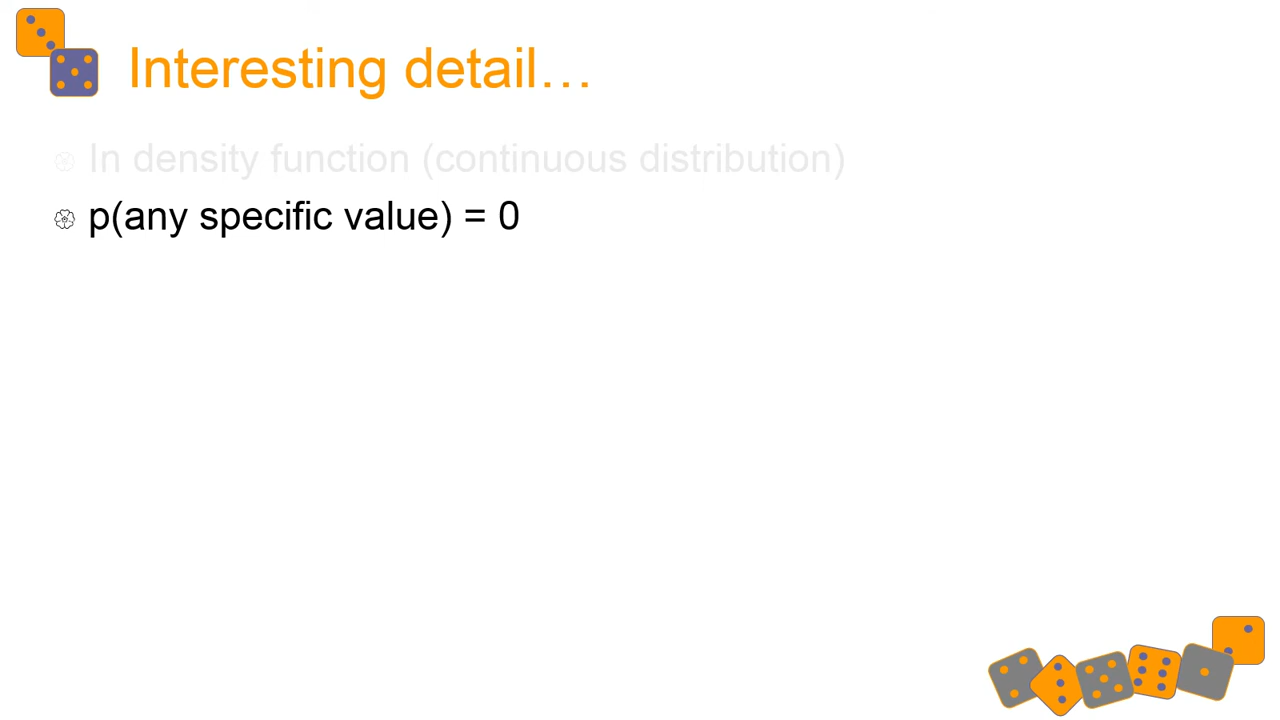 Interesting detail…
In density function (continuous distribution)
p(any specific value) = 0